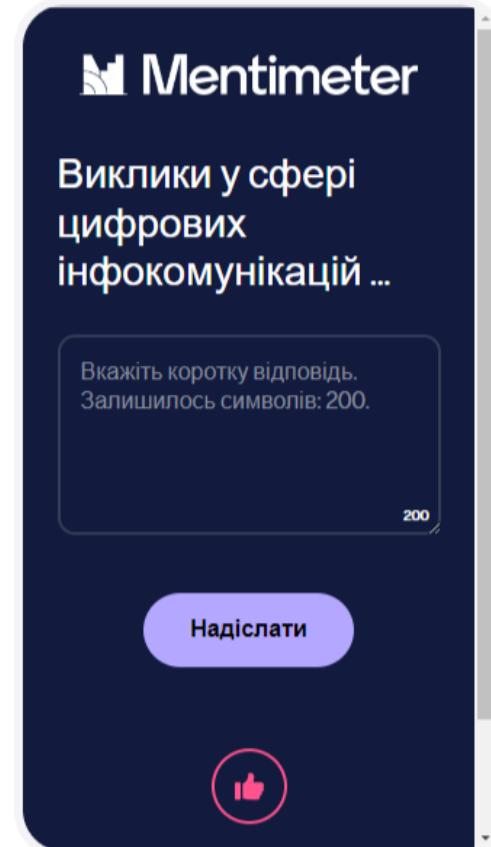 Mentimeter
Виклики у сфері
цифрових
інфокомунікацій ...
Вкажіть коротку відповідь.
Залишилось символів: 200.
200
Надіслати